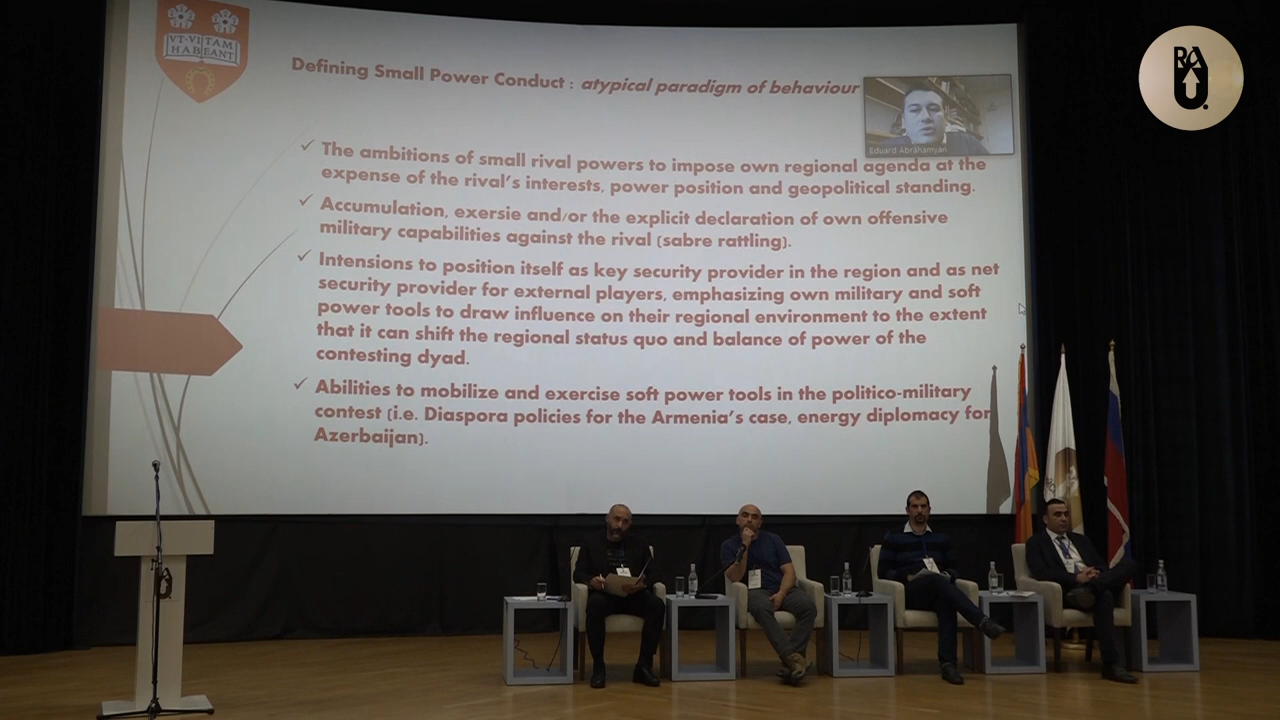 VT·VITAM
HABEANT
Defining Small Power Conduct : atypical paradigm of behaviour
Eduard Abrahamyan
✓ The ambitions of small rival powers to impose own regional agenda at the
expense of the rival's interests, power position and geopolitical standing.
✓ Accumulation, exersie and/or the explicit declaration of own offensive
military capabilities against the rival (sabre rattling).
✓ Intensions to position itself as key security provider in the region and as net
security provider for external players, emphasizing own military and soft
power tools to draw influence on their regional environment to the extent
that it can shift the regional status quo and balance of power of the
contesting dyad.
✓ Abilities to mobilize and exercise soft power tools in the politico-military
contest (i.e. Diaspora policies for the Armenia's case, energy diplomacy for
Azerbaijan).
RAU